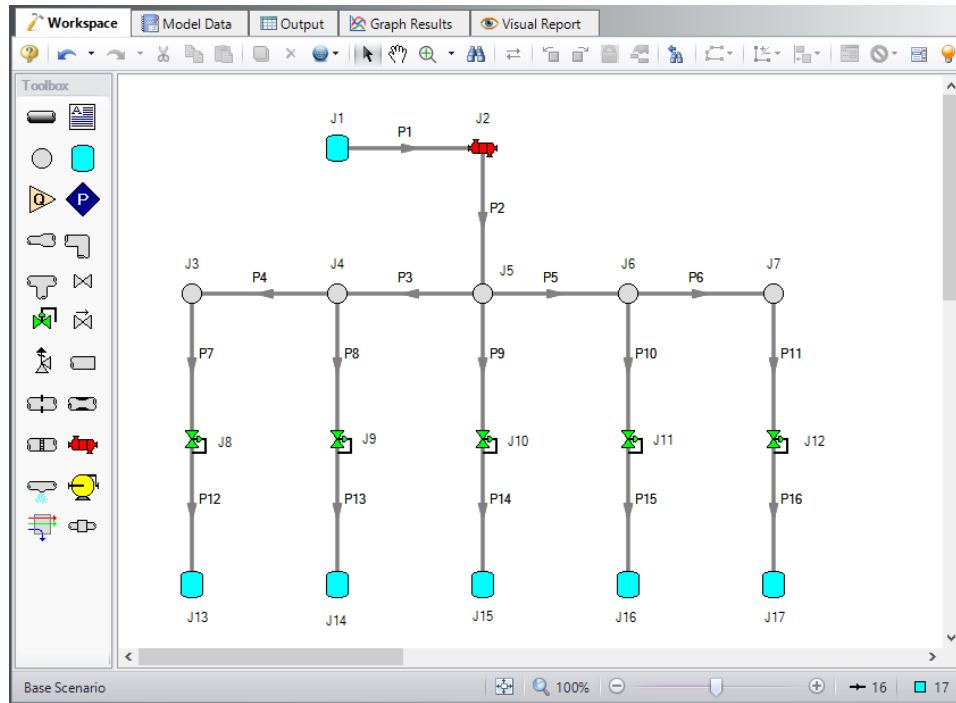 Workspace Model Data Output Graph Results Visual Report
Toolbox
A
Q P
J1 P1 J2
P2
J3 P4 J4 P3 J5 P5 J6 P6 J7
P7 P8 P9 P10 P11
J8 J9 J10 J11 J12
P12 P13 P14 P15 P16
J13 J14 J15 J16 J17
Base Scenario 100% 16 17